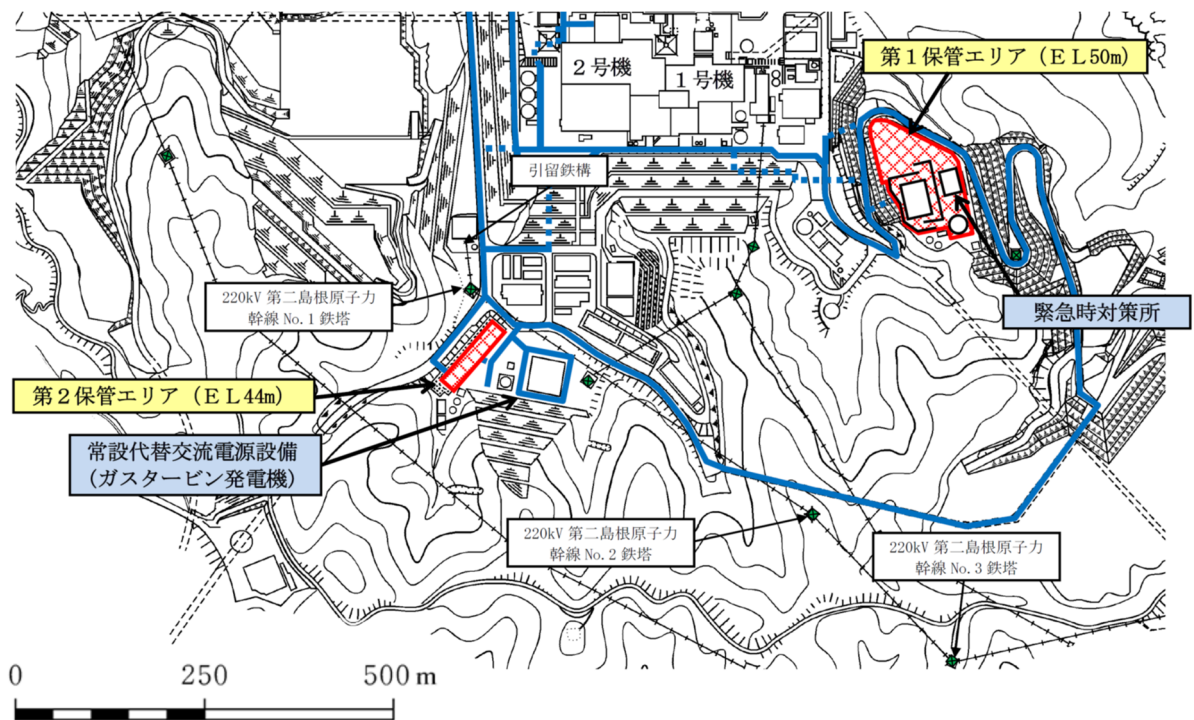 第１保管エリア（ＥＬ50m）
２号機
１号機
引留鉄構
220kV 第二島根原子力
幹線 No.1 鉄塔
緊急時対策所
第２保管エリア（ＥＬ44m）
常設代替交流電源設備
(ガスタービン発電機)
220kV 第二島根原子力
幹線 No.2 鉄塔
220kV 第二島根原子力
幹線 No.3 鉄塔
0 250 500 m